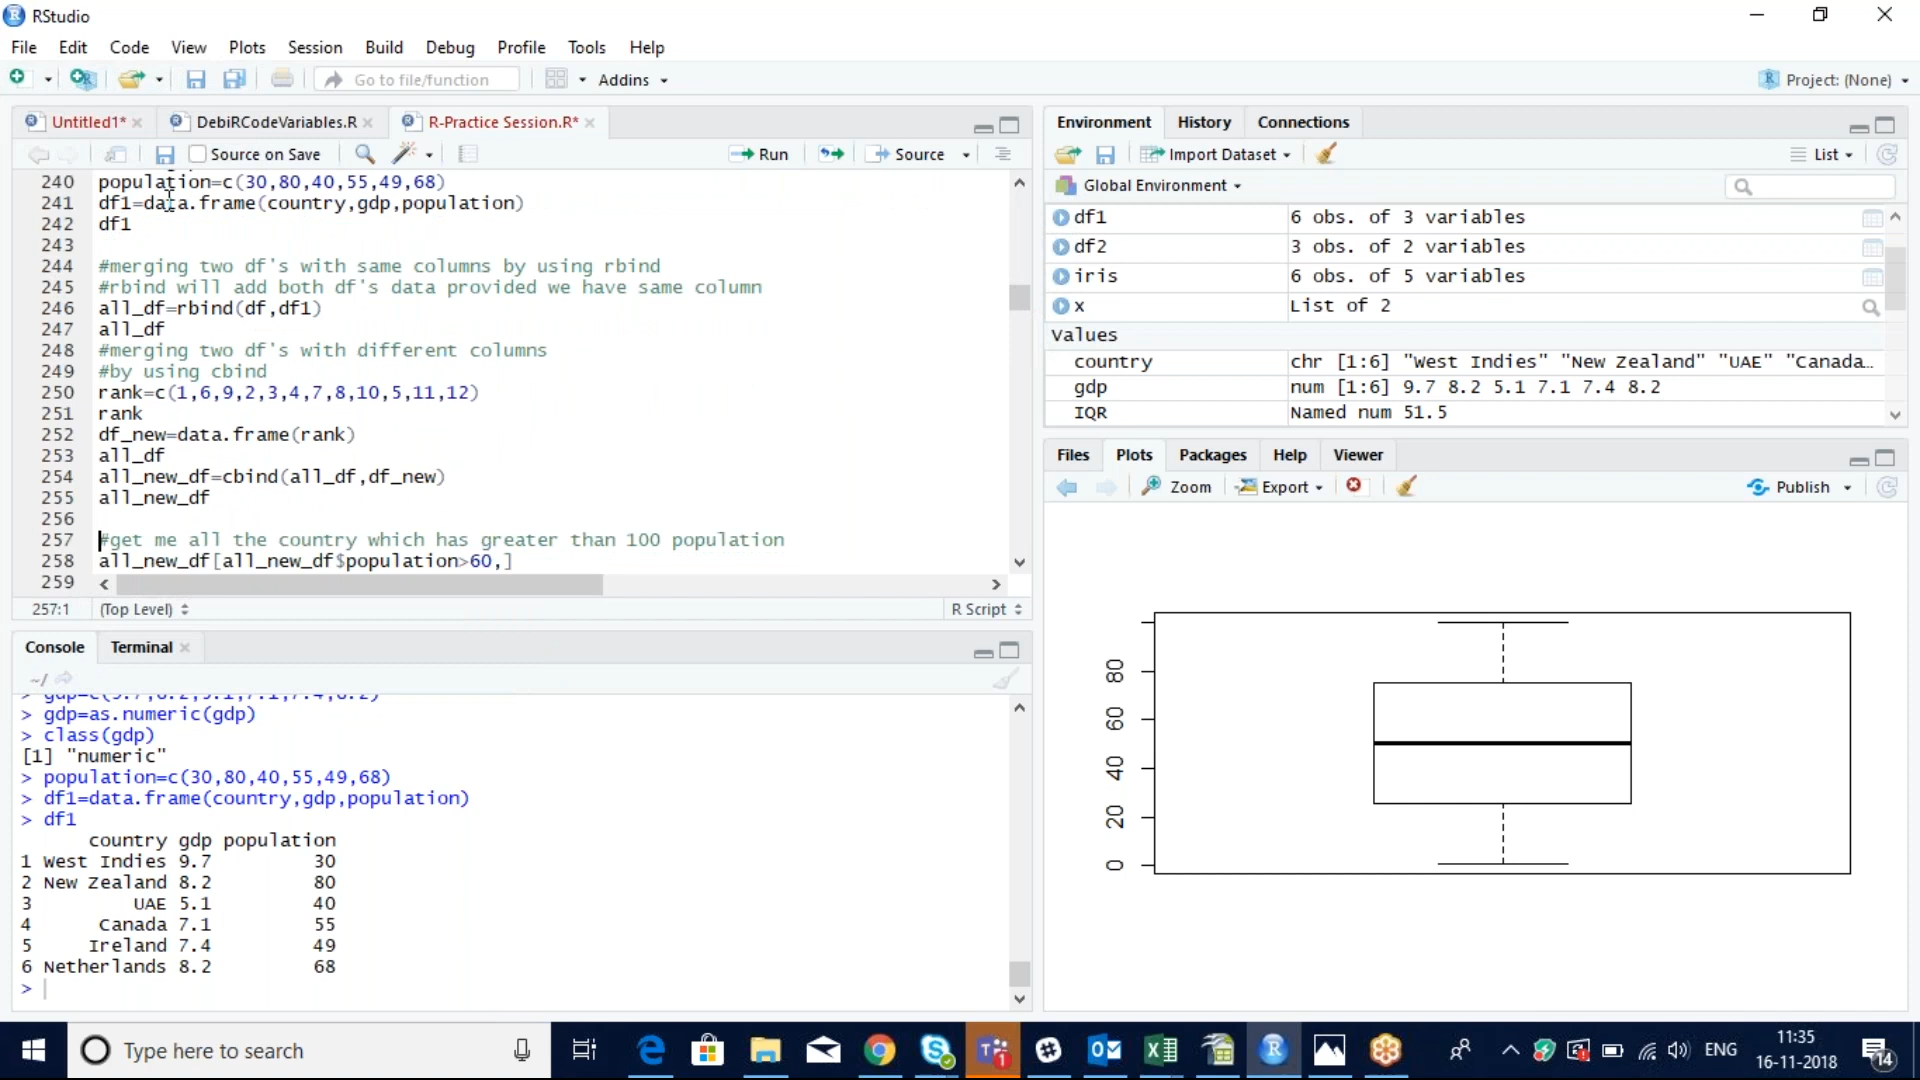 RStudio
File Edit Code View Plots Session Build Debug Profile Tools Help
Go to file/function Addins Project: (None)
Untitled1* DebiRCodeVariables.R R-Practice Session.R*
Source on Save Run Source
240 population=c(30,80,40,55,49,68)
241 df1=data.frame(country,gdp,population)
242 df1
243
244 #merging two df's with same columns by using rbind
245 #rbind will add both df's data provided we have same column
246 all_df=rbind(df,df1)
247 all_df
248 #merging two df's with different columns
249 #by using cbind
250 rank=c(1,6,9,2,3,4,7,8,10,5,11,12)
251 rank
252 df_new=data.frame(rank)
253 all_df
254 all_new_df=cbind(all_df,df_new)
255 all_new_df
256
257 #get me all the country which has greater than 100 population
258 all_new_df[all_new_df$population>60,]
259
257:1 (Top Level) R Script
Console Terminal
~/
> gdp=c(9.7,8.2,5.1,7.1,7.4,8.2)
> gdp=as.numeric(gdp)
> class(gdp)
[1] "numeric"
> population=c(30,80,40,55,49,68)
> df1=data.frame(country,gdp,population)
> df1
country gdp population
1 West Indies 9.7 30
2 New Zealand 8.2 80
3 UAE 5.1 40
4 Canada 7.1 55
5 Ireland 7.4 49
6 Netherlands 8.2 68
>
Environment History Connections
Import Dataset List
Global Environment
df1 6 obs. of 3 variables
df2 3 obs. of 2 variables
iris 6 obs. of 5 variables
x List of 2
Values
country chr [1:6] "West Indies" "New Zealand" "UAE" "Canada…
gdp num [1:6] 9.7 8.2 5.1 7.1 7.4 8.2
IQR Named num 51.5
Files Plots Packages Help Viewer
Zoom Export Publish
80
60
40
20
0
Type here to search
ENG
11:35
16-11-2018
14